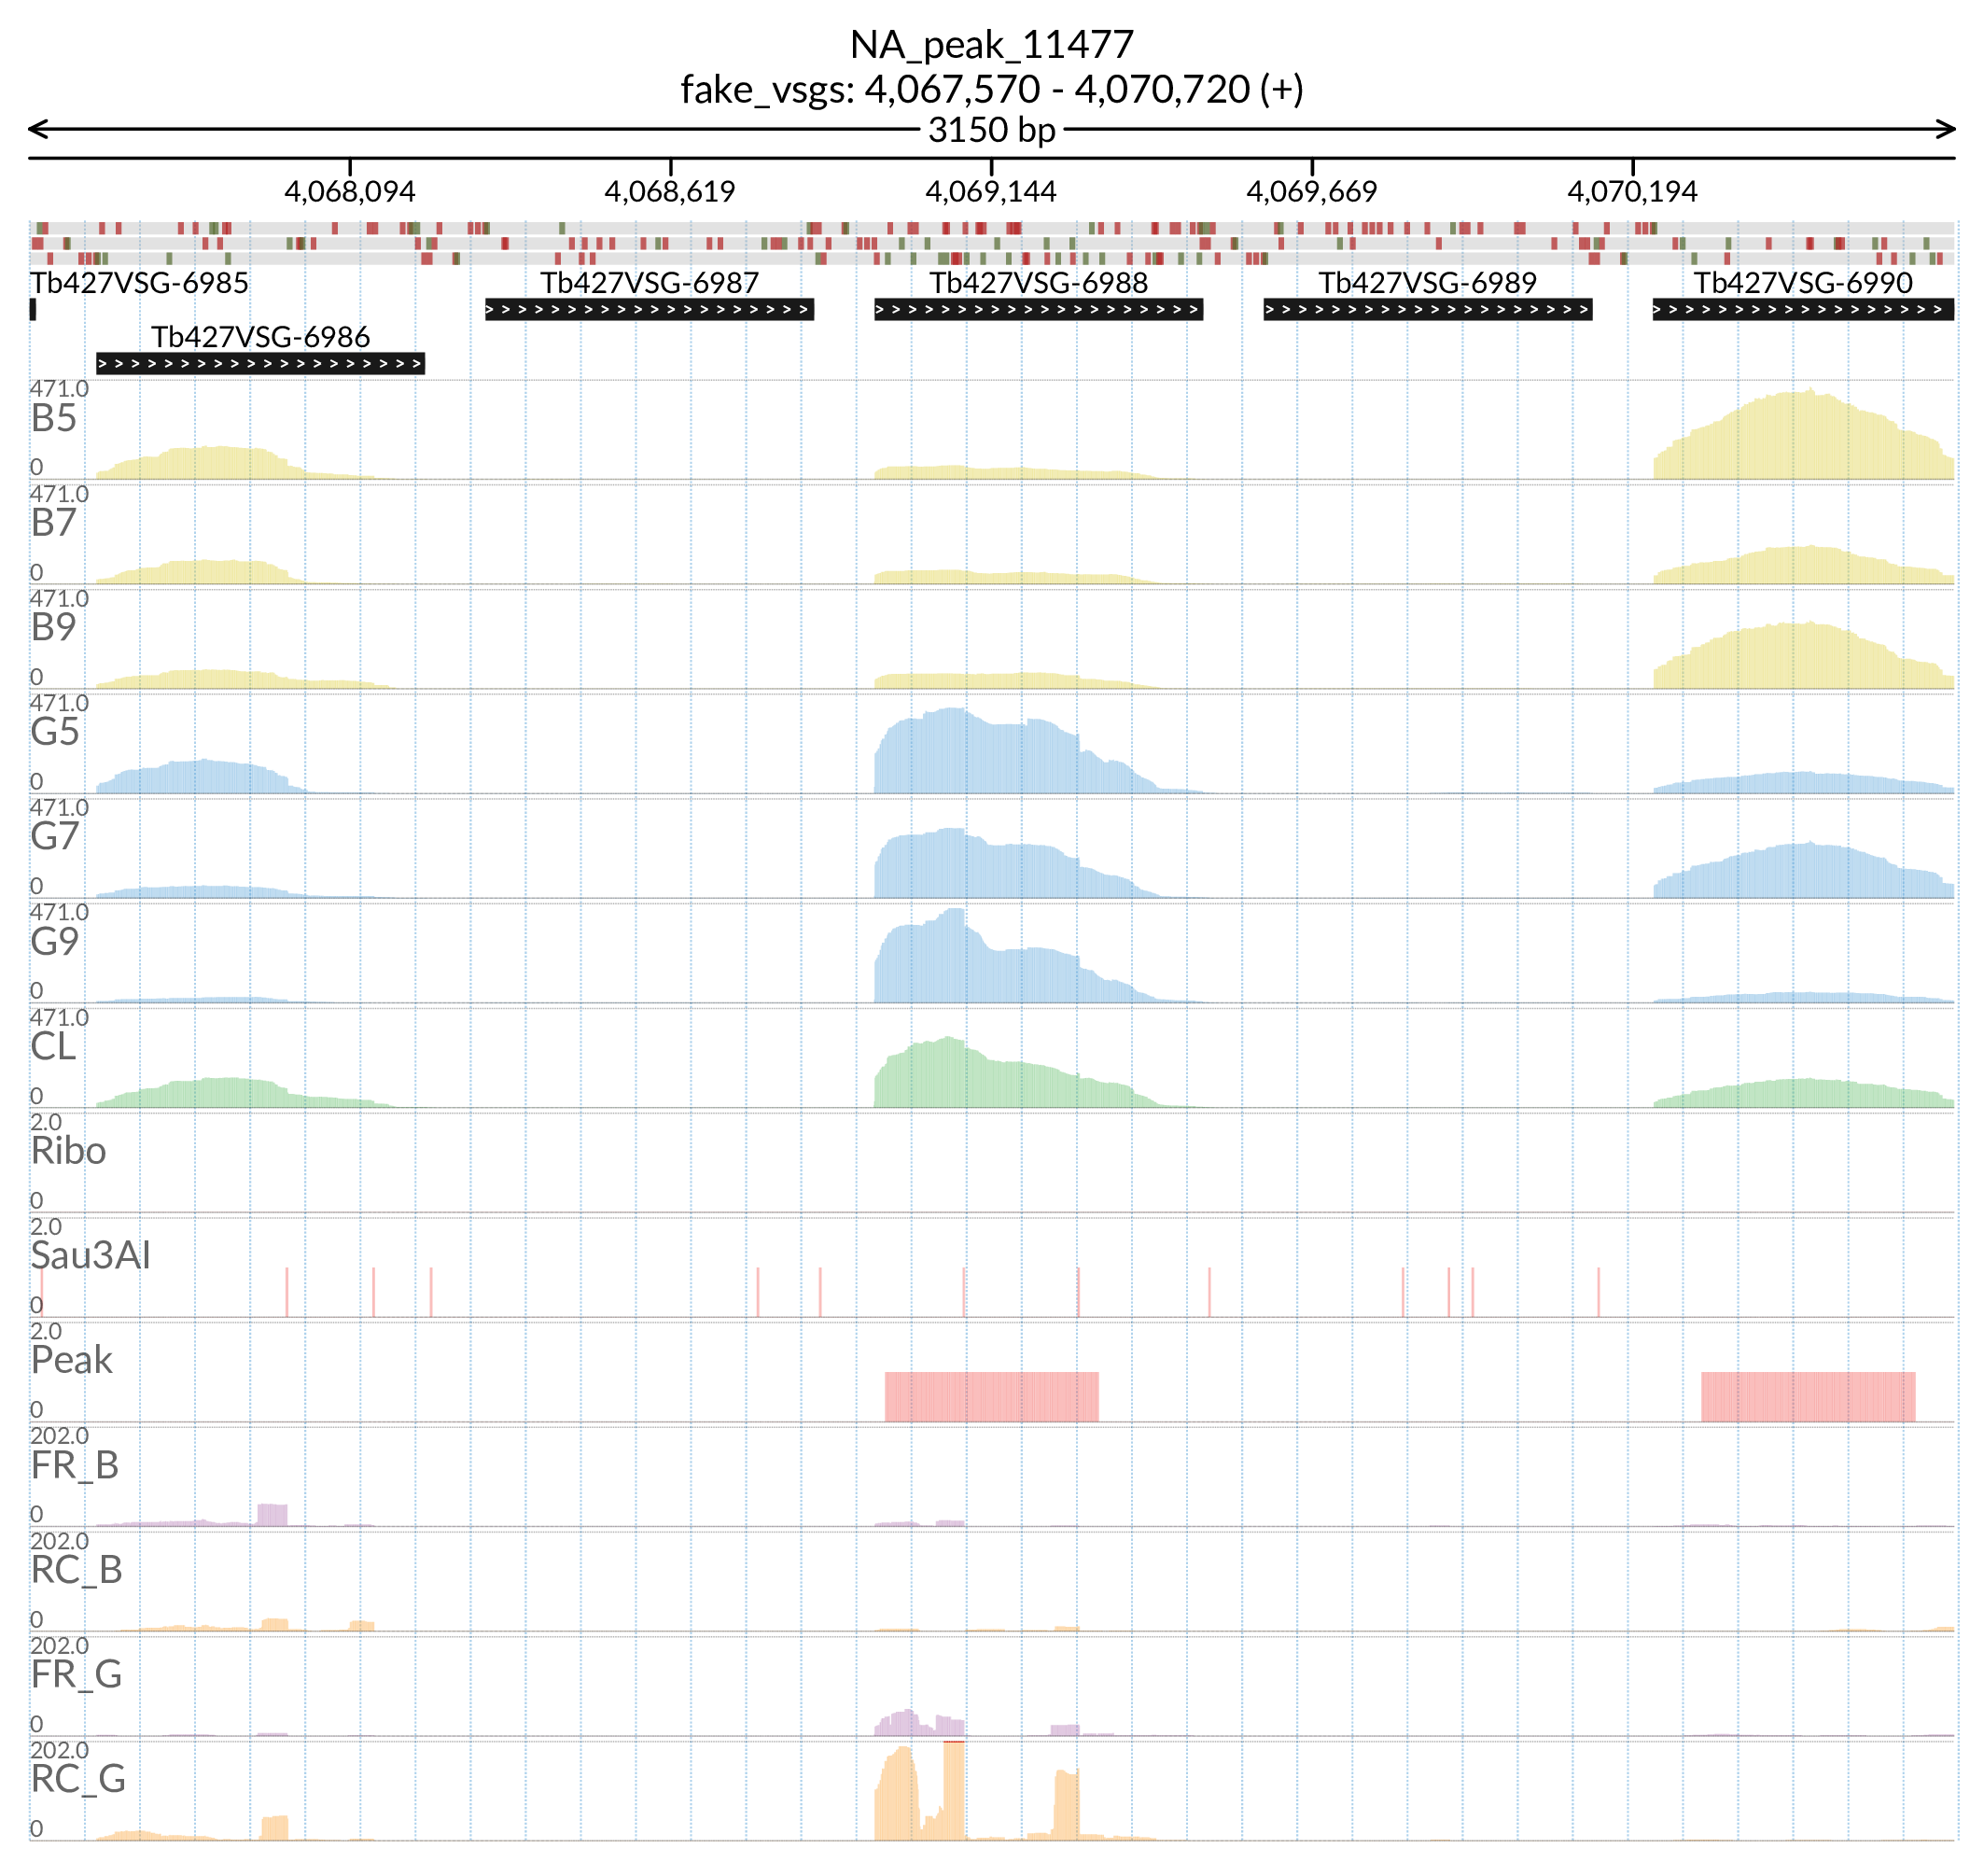 NA_peak_11477
fake_vsgs: 4,067,570 - 4,070,720 (+)
3150 bp
4,068,094 4,068,619 4,069,144 4,069,669 4,070,194
Tb427VSG-6985 Tb427VSG-6987 Tb427VSG-6988 Tb427VSG-6989 Tb427VSG-6990
Tb427VSG-6986
471.0
B5
0
471.0
B7
0
471.0
B9
0
471.0
G5
0
471.0
G7
0
471.0
G9
0
471.0
CL
0
2.0
Ribo
0
2.0
Sau3AI
0
2.0
Peak
0
202.0
FR_B
0
202.0
RC_B
0
202.0
FR_G
0
202.0
RC_G
0